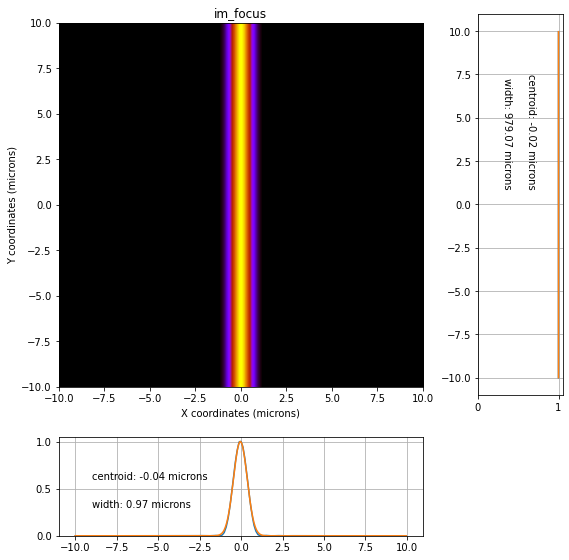 im_focus
10.0
7.5
5.0
2.5
0.0
−2.5
−5.0
−7.5
−10.0
Y coordinates (microns)
−10.0 −7.5 −5.0 −2.5 0.0 2.5 5.0 7.5 10.0
X coordinates (microns)
10.0
7.5
5.0
2.5
0.0
−2.5
−5.0
−7.5
−10.0
0 1
centroid: -0.02 microns
width: 979.07 microns
1.0
0.5
0.0
centroid: -0.04 microns
width: 0.97 microns
−10.0 −7.5 −5.0 −2.5 0.0 2.5 5.0 7.5 10.0